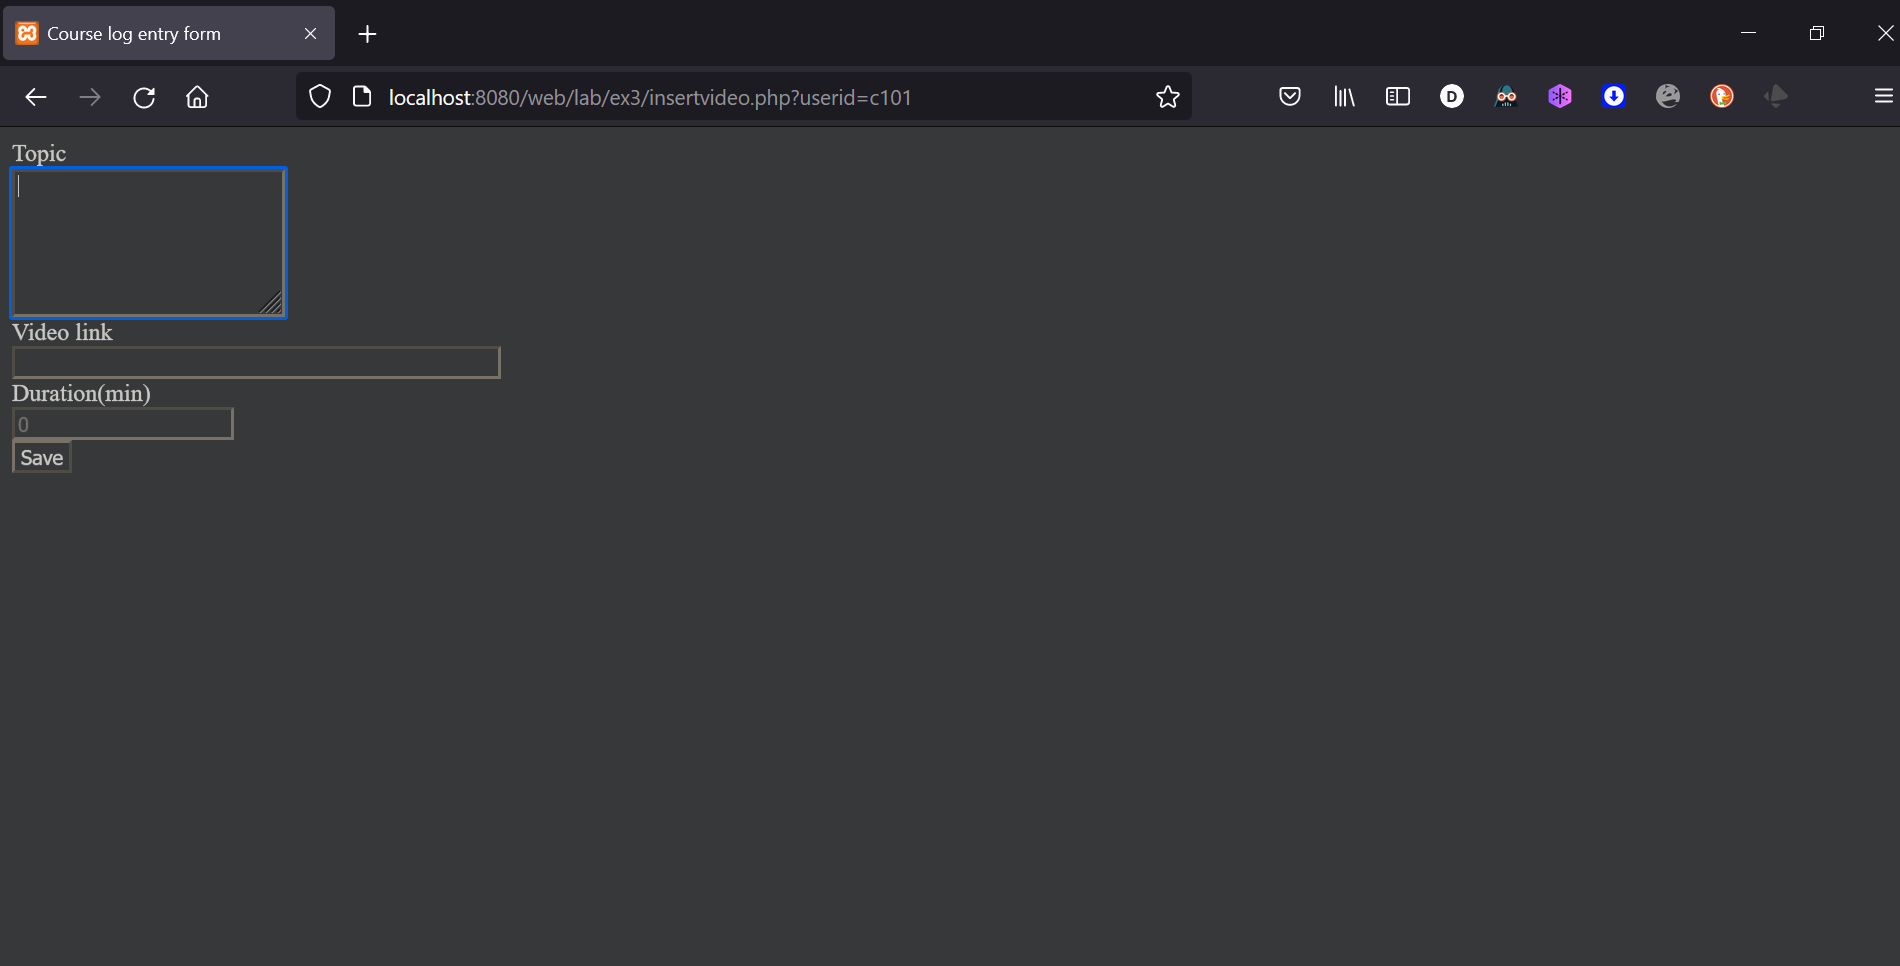 Course log entry form
localhost:8080/web/lab/ex3/insertvideo.php?userid=c101
D
Topic
Video link
Duration(min)
0
Save